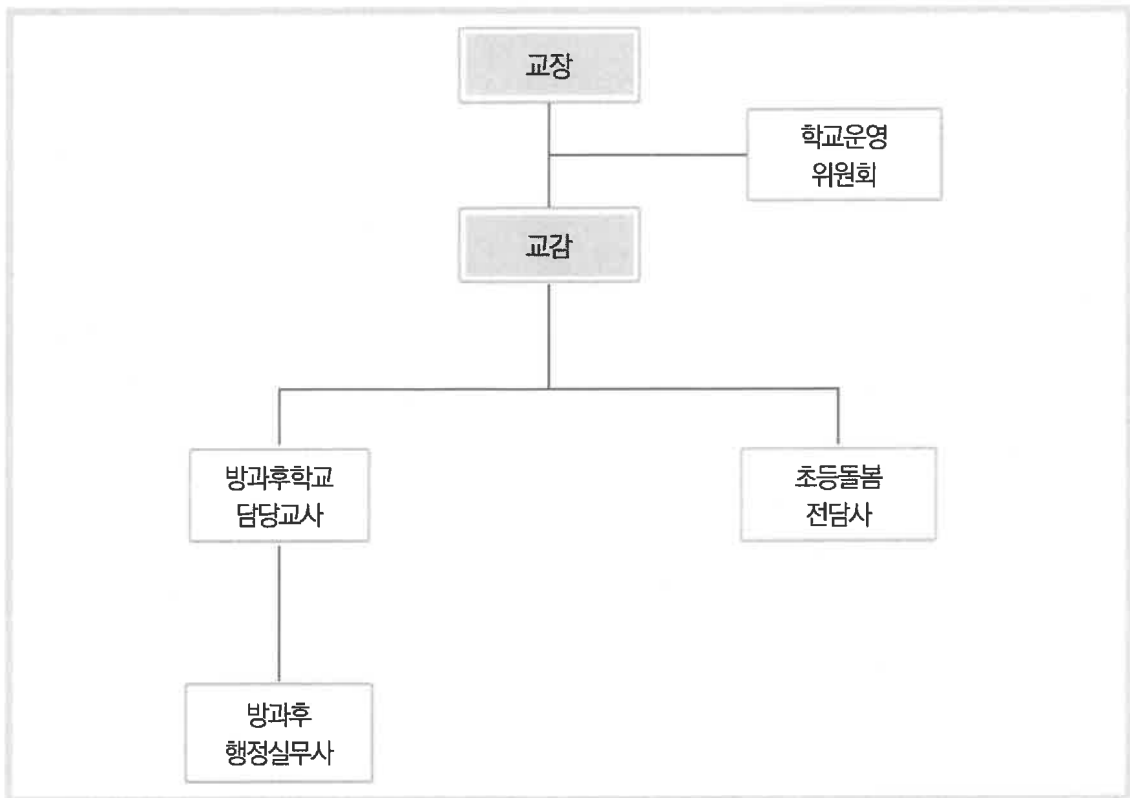 교장
학교운영
위원회
교감
방과후학교
담당교사
초등돌봄
전담사
방과후
행정실무사